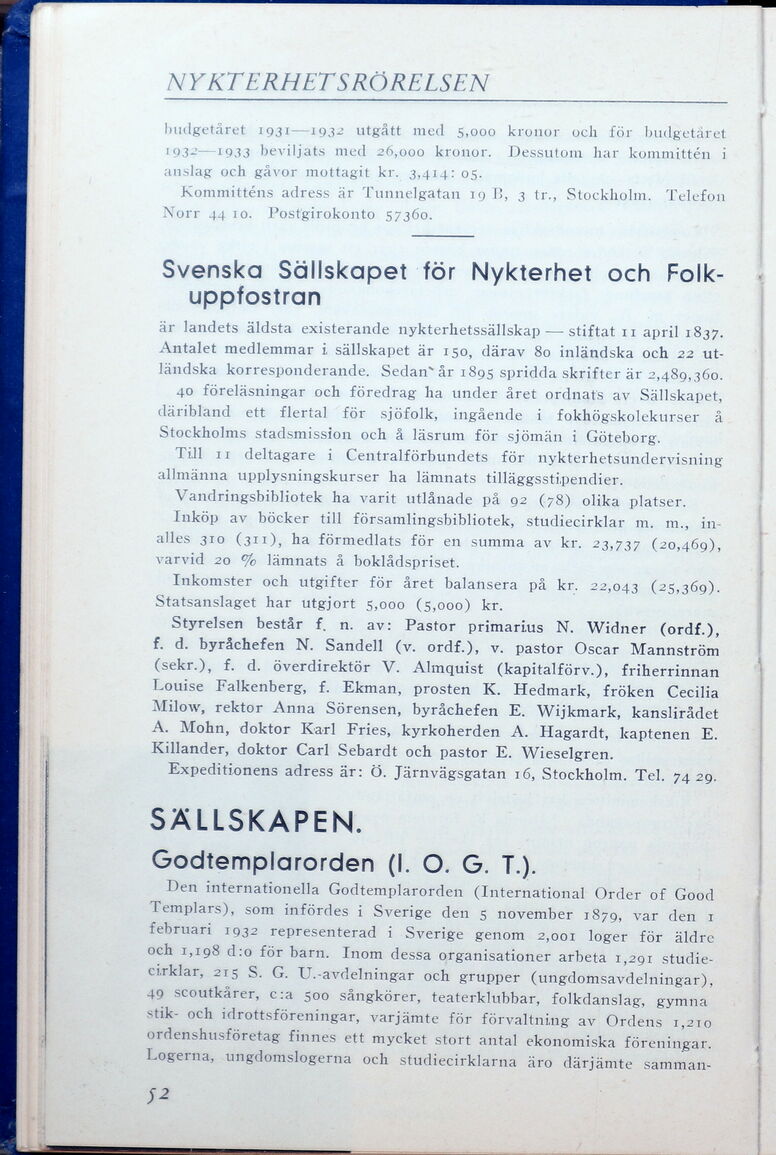 NYKTERHETSRÖRELSEN
budgetåret 1931—1932 utgått med 5,000 kronor och för budgetåret
1932—1933 beviljats med 26,000 kronor. Dessutom har kommittén i
anslag och gåvor mottagit kr. 3,414: 05.
Kommitténs adress är Tunnelgatan 19 B, 3 tr., Stockholm. Telefon
Norr 44 10. Postgirokonto 57360.
Svenska Sällskapet för Nykterhet och Folk-
uppfostran
är landets äldsta existerande nykterhetssällskap — stiftat 11 april 1837.
Antalet medlemmar i sällskapet är 150, därav 80 inländska och 22 ut-
ländska korresponderande. Sedan år 1895 spridda skrifter är 2,489,360.
40 föreläsningar och föredrag ha under året ordnats av Sällskapet,
däribland ett flertal för sjöfolk, ingående i fokhögskolekurser å
Stockholms stadsmission och å läsrum för sjömän i Göteborg.
Till 11 deltagare i Centralförbundets för nykterhetsundervisning
allmänna upplysningskurser ha lämnats tilläggsstipendier.
Vandringsbibliotek ha varit utlånade på 92 (78) olika platser.
Inköp av böcker till församlingsbibliotek, studiecirklar m. m., in-
alles 310 (311), ha förmedlats för en summa av kr. 23,737 (20,469),
varvid 20 % lämnats å boklådspriset.
Inkomster och utgifter för året balansera på kr. 22,043 (25,369).
Statsanslaget har utgjort 5,000 (5,000) kr.
Styrelsen består f. n. av: Pastor primarius N. Widner (ordf.),
f. d. byråchefen N. Sandell (v. ordf.), v. pastor Oscar Mannström
(sekr.), f. d. överdirektör V. Almquist (kapitalförv.), friherrinnan
Louise Falkenberg, f. Ekman, prosten K. Hedmark, fröken Cecilia
Milow, rektor Anna Sörensen, byråchefen E. Wijkmark, kanslirådet
A. Mohn, doktor Karl Fries, kyrkoherden A. Hagardt, kaptenen E.
Killander, doktor Carl Sebardt och pastor E. Wieselgren.
Expeditionens adress är: Ö. Järnvägsgatan 16, Stockholm. Tel. 74 29.
SÄLLSKAPEN.
Godtemplarorden (I. O. G. T.).
Den internationella Godtemplarorden (International Order of Good
Templars), som infördes i Sverige den 5 november 1879, var den 1
februari 1932 representerad i Sverige genom 2,001 loger för äldre
och 1,198 d:o för barn. Inom dessa organisationer arbeta 1,291 studie-
cirklar, 215 S. G. U.-avdelningar och grupper (ungdomsavdelningar),
49 scoutkårer, c:a 500 sångkörer, teaterklubbar, folkdanslag, gymna
stik- och idrottsföreningar, varjämte för förvaltning av Ordens 1,210
ordenshusföretag finnes ett mycket stort antal ekonomiska föreningar.
Logerna, ungdomslogerna och studiecirklarna äro därjämte samman-
52